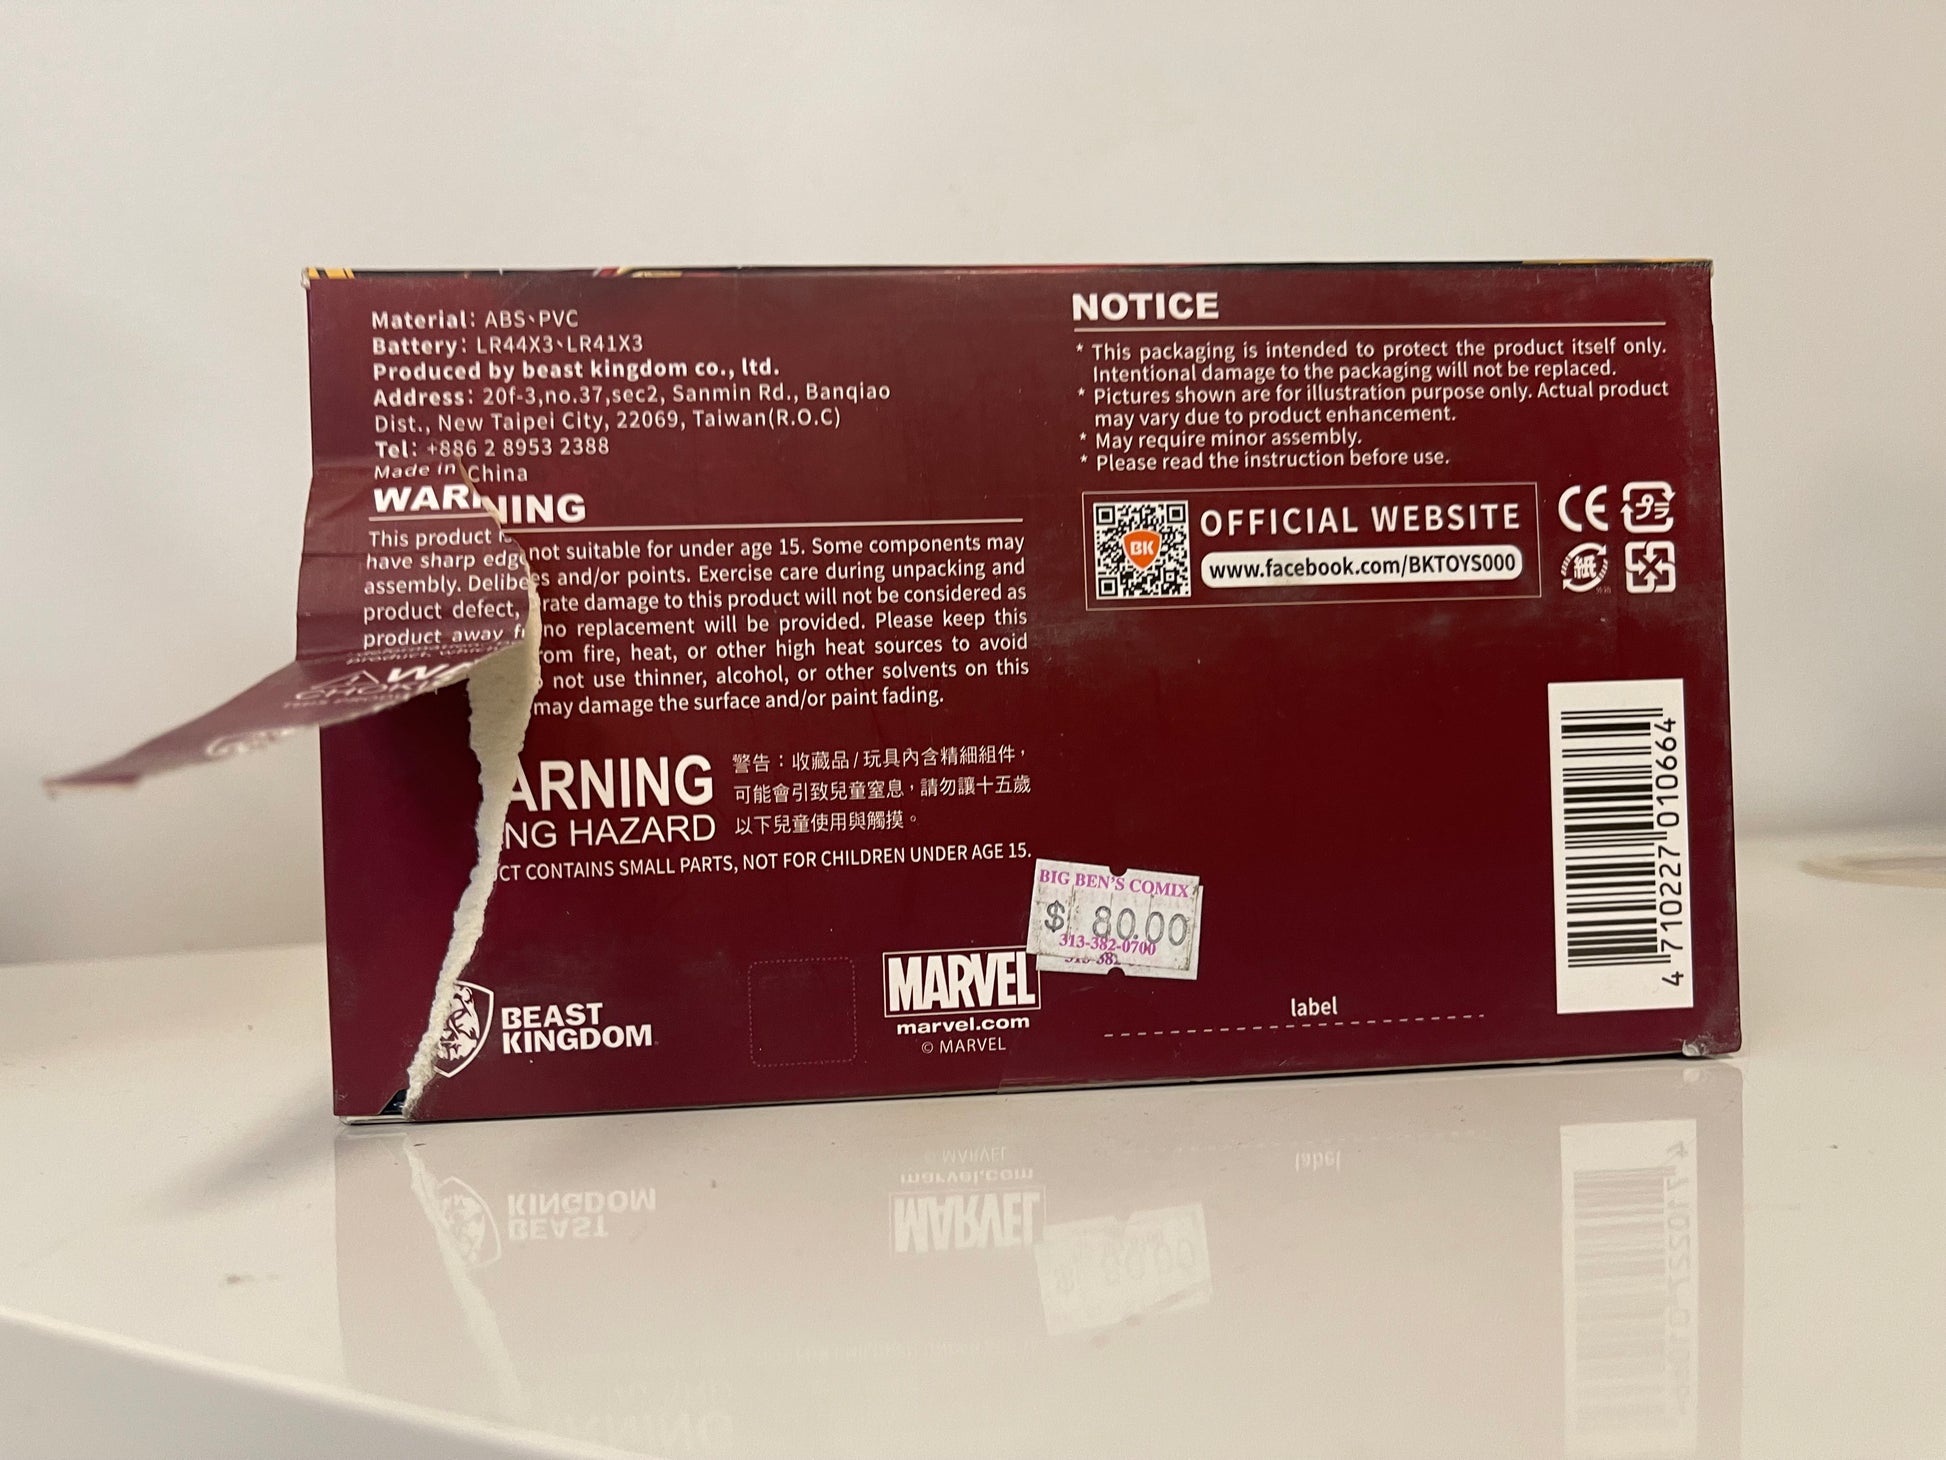 Material: ABS、PVC
Battery: LR44X3、LR41X3
Produced by beast kingdom co., ltd.
Address: 20f-3,no.37,sec2, Sanmin Rd., Banqiao
Dist., New Taipei City, 22069, Taiwan(R.O.C)
Tel: +886 2 8953 2388
Made in China
WARNING
This product is not suitable for under age 15. Some components may
have sharp edges and/or points. Exercise care during unpacking and
assembly. Deliberate damage to this product will not be considered as
product defect, no replacement will be provided. Please keep this
product away from fire, heat, or other high heat sources to avoid
not use thinner, alcohol, or other solvents on this
may damage the surface and/or paint fading.
WA
CHOK
ARNING
NG HAZARD
CT CONTAINS SMALL PARTS, NOT FOR CHILDREN UNDER AGE 15.
警告：收藏品/玩具內含精細組件，
可能會引致兒童窒息，請勿讓十五歲
以下兒童使用與觸摸。
BEAST
KINGDOM
MARVEL
marvel.com
© MARVEL
BIG BEN'S COMIX
$ 80.00
313-382-0700
NOTICE
* This packaging is intended to protect the product itself only.
Intentional damage to the packaging will not be replaced.
* Pictures shown are for illustration purpose only. Actual product
may vary due to product enhancement.
* May require minor assembly.
* Please read the instruction before use.
BK
OFFICIAL WEBSITE
www.facebook.com/BKTOYS000
CE
プラ
紙
label
4 710227 010664